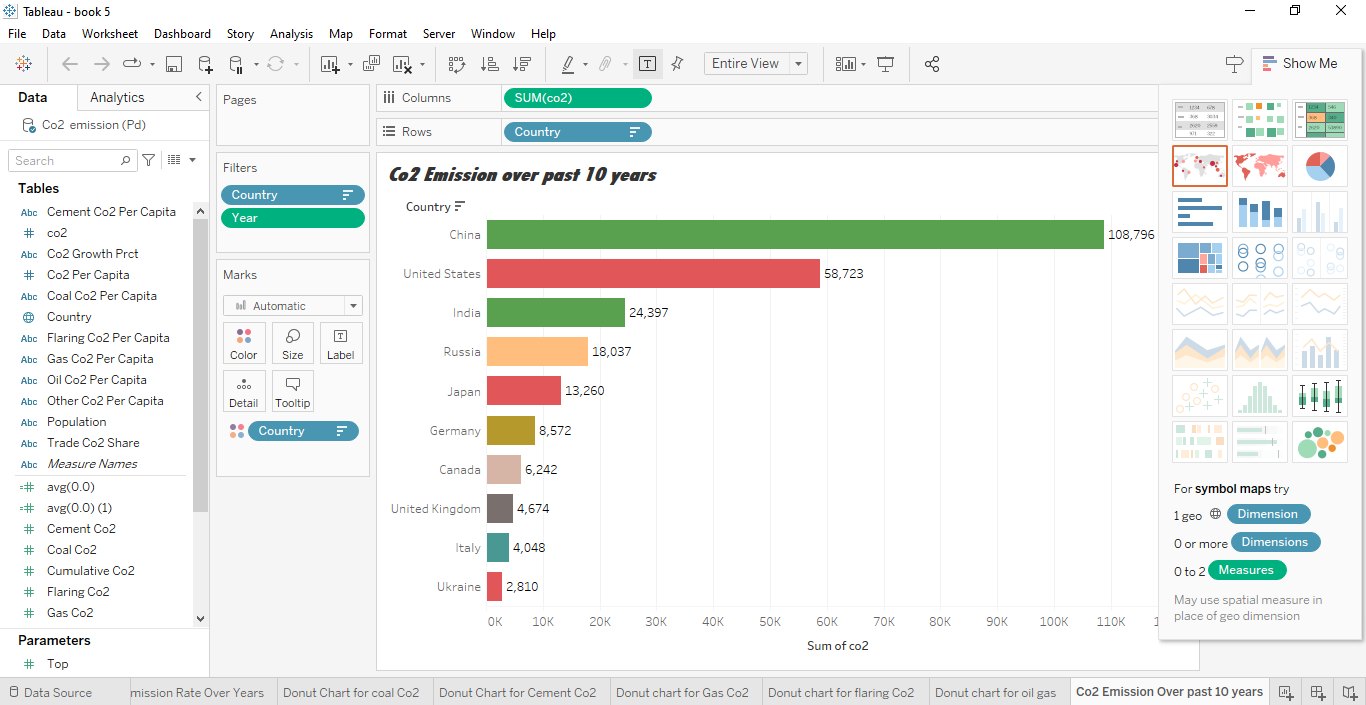 Tableau - book 5
File Data Worksheet Dashboard Story Analysis Map Format Server Window Help
Entire View
Show Me
Data Analytics
Co2 emission (Pd)
Search
Tables
Abc Cement Co2 Per Capita
# co2
Abc Co2 Growth Prct
# Co2 Per Capita
Abc Coal Co2 Per Capita
Country
Abc Flaring Co2 Per Capita
Abc Gas Co2 Per Capita
Abc Oil Co2 Per Capita
Abc Other Co2 Per Capita
Abc Population
Abc Trade Co2 Share
Abc Measure Names
=# avg(0.0)
=# avg(0.0) (1)
# Cement Co2
# Coal Co2
# Cumulative Co2
# Flaring Co2
# Gas Co2
Parameters
# Top
Pages
Filters
Country
Year
Marks
Automatic
Color Size Label
Detail Tooltip
Country
Columns SUM(co2)
Rows Country
Co2 Emission over past 10 years
Country
China 108,796
United States 58,723
India 24,397
Russia 18,037
Japan 13,260
Germany 8,572
Canada 6,242
United Kingdom 4,674
Italy 4,048
Ukraine 2,810
0K 10K 20K 30K 40K 50K 60K 70K 80K 90K 100K 110K
Sum of co2
For symbol maps try
1 geo Dimension
0 or more Dimensions
0 to 2 Measures
May use spatial measure in
place of geo dimension
Data Source mission Rate Over Years Donut Chart for coal Co2 Donut Chart for Cement Co2 Donut chart for Gas Co2 Donut chart for flaring Co2 Donut chart for oil gas Co2 Emission Over past 10 years